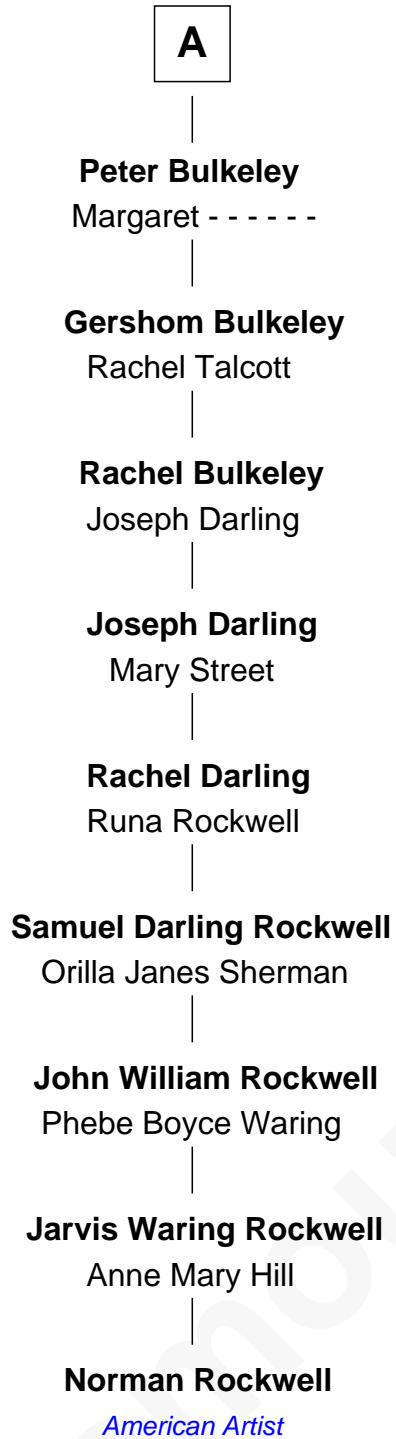 A
Peter Bulkeley
Margaret - - - - - -
Gershom Bulkeley
Rachel Talcott
Rachel Bulkeley
Joseph Darling
Joseph Darling
Mary Street
Rachel Darling
Runa Rockwell
Samuel Darling Rockwell
Orilla Janes Sherman
John William Rockwell
Phebe Boyce Waring
Jarvis Waring Rockwell
Anne Mary Hill
Norman Rockwell
American Artist